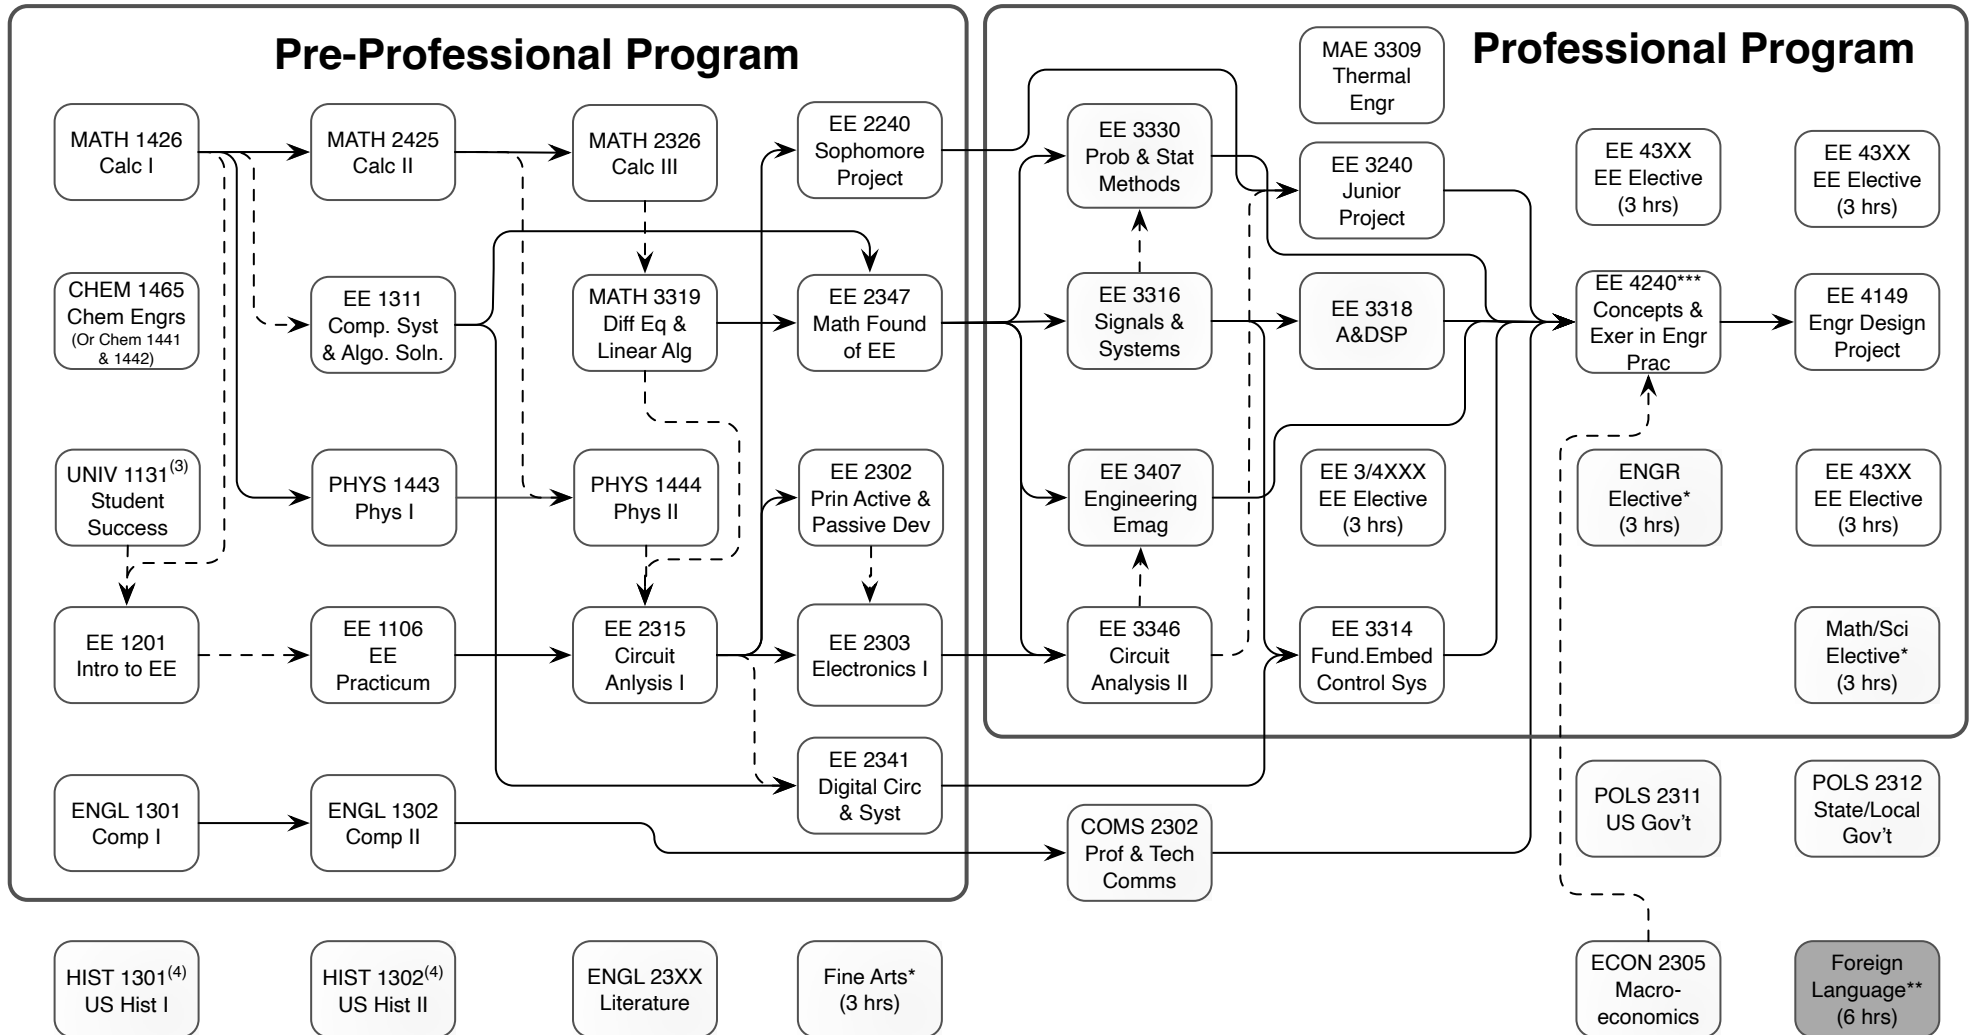 Pre-Professional Program
Professional Program
MATH 1426
Calc I
MATH 2425
Calc II
MATH 2326
Calc III
EE 2240
Sophomore
Project
EE 3330
Prob & Stat
Methods
MAE 3309
Thermal
Engr
EE 3240
Junior
Project
EE 43XX
EE Elective
(3 hrs)
EE 43XX
EE Elective
(3 hrs)
CHEM 1465
Chem Engrs
(Or Chem 1441
& 1442)
EE 1311
Comp. Syst
& Algo. Soln.
MATH 3319
Diff Eq &
Linear Alg
EE 2347
Math Found
of EE
EE 3316
Signals &
Systems
EE 3318
A&DSP
EE 4240***
Concepts &
Exer in Engr
Prac
EE 4149
Engr Design
Project
UNIV 1131(3)
Student
Success
PHYS 1443
Phys I
PHYS 1444
Phys II
EE 2302
Prin Active &
Passive Dev
EE 3407
Engineering
Emag
EE 3/4XXX
EE Elective
(3 hrs)
ENGR
Elective*
(3 hrs)
EE 43XX
EE Elective
(3 hrs)
EE 1201
Intro to EE
EE 1106
EE
Practicum
EE 2315
Circuit
Anlysis I
EE 2303
Electronics I
EE 3346
Circuit
Analysis II
EE 3314
Fund.Embed
Control Sys
Math/Sci
Elective*
(3 hrs)
ENGL 1301
Comp I
ENGL 1302
Comp II
EE 2341
Digital Circ
& Syst
COMS 2302
Prof & Tech
Comms
POLS 2311
US Gov't
POLS 2312
State/Local
Gov't
HIST 1301(4)
US Hist I
HIST 1302(4)
US Hist II
ENGL 23XX
Literature
Fine Arts*
(3 hrs)
ECON 2305
Macro-
economics
Foreign
Language**
(6 hrs)